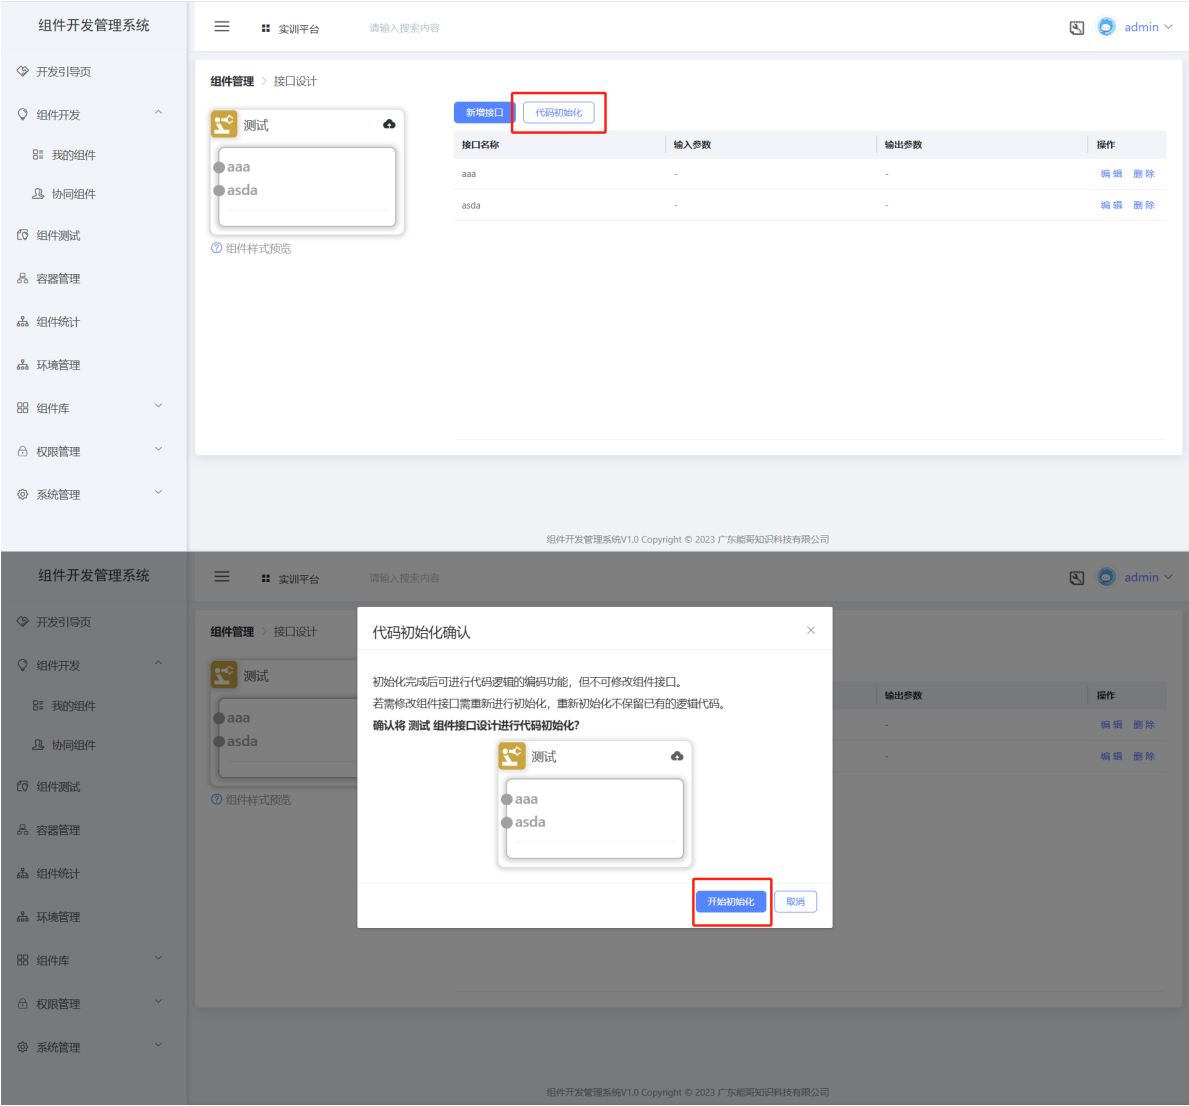 组件开发管理系统
实训平台
请输入搜索内容
admin
开发引导页
组件开发
我的组件
协同组件
组件测试
容器管理
组件统计
环境管理
组件库
权限管理
系统管理
组件管理 > 接口设计
测试
aaa
asda
组件样式预览
新增接口 代码初始化
接口名称 输入参数 输出参数 操作
aaa - - 编辑 删除
asda - - 编辑 删除
组件开发管理系统V1.0 Copyright © 2023 广东能哥知识科技有限公司
组件开发管理系统
实训平台
请输入搜索内容
admin
开发引导页
组件开发
我的组件
协同组件
组件测试
容器管理
组件统计
环境管理
组件库
权限管理
系统管理
组件管理 > 接口设计
测试
aaa
asda
组件样式预览
输出参数 操作
- 编辑 删除
- 编辑 删除
代码初始化确认
初始化完成后可进行代码逻辑的编码功能，但不可修改组件接口。
若需修改组件接口需重新进行初始化，重新初始化不保留已有的逻辑代码。
确认将 测试 组件接口设计进行代码初始化?
测试
aaa
asda
开始初始化 取消
组件开发管理系统V1.0 Copyright © 2023 广东能哥知识科技有限公司